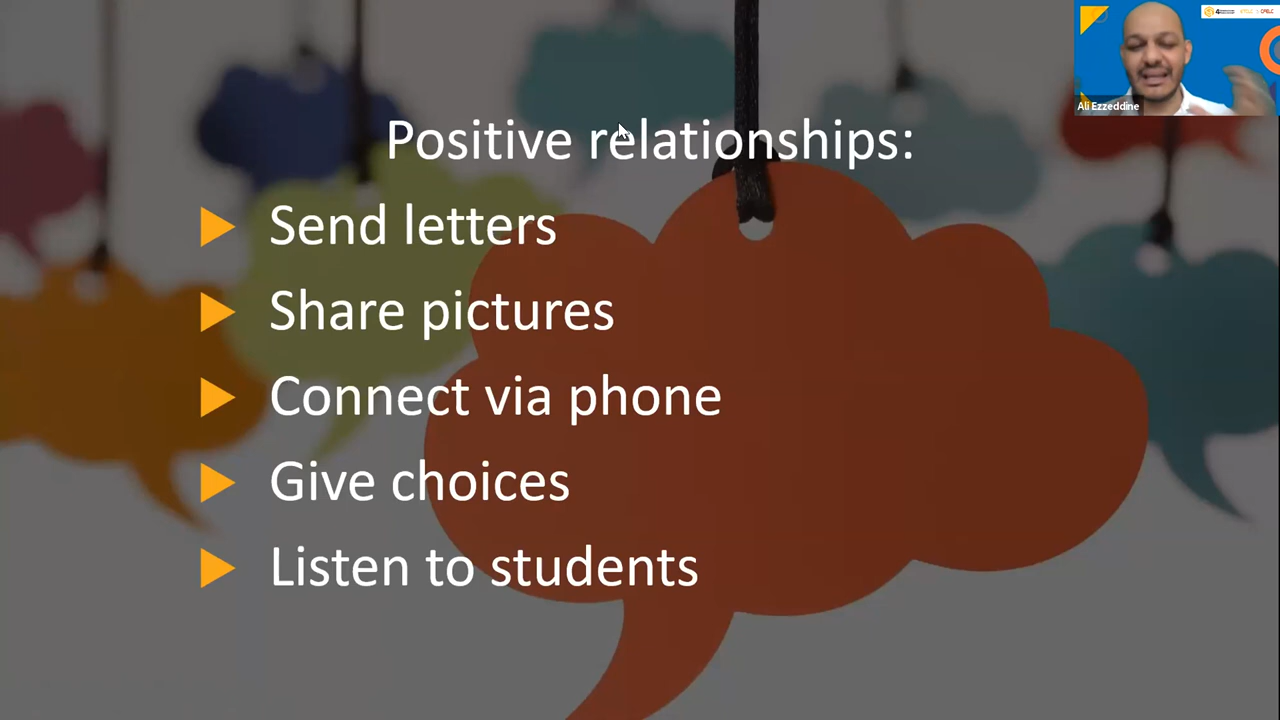 Positive relationships:
Send letters
Share pictures
Connect via phone
Give choices
Listen to students
Ali Ezzeddine